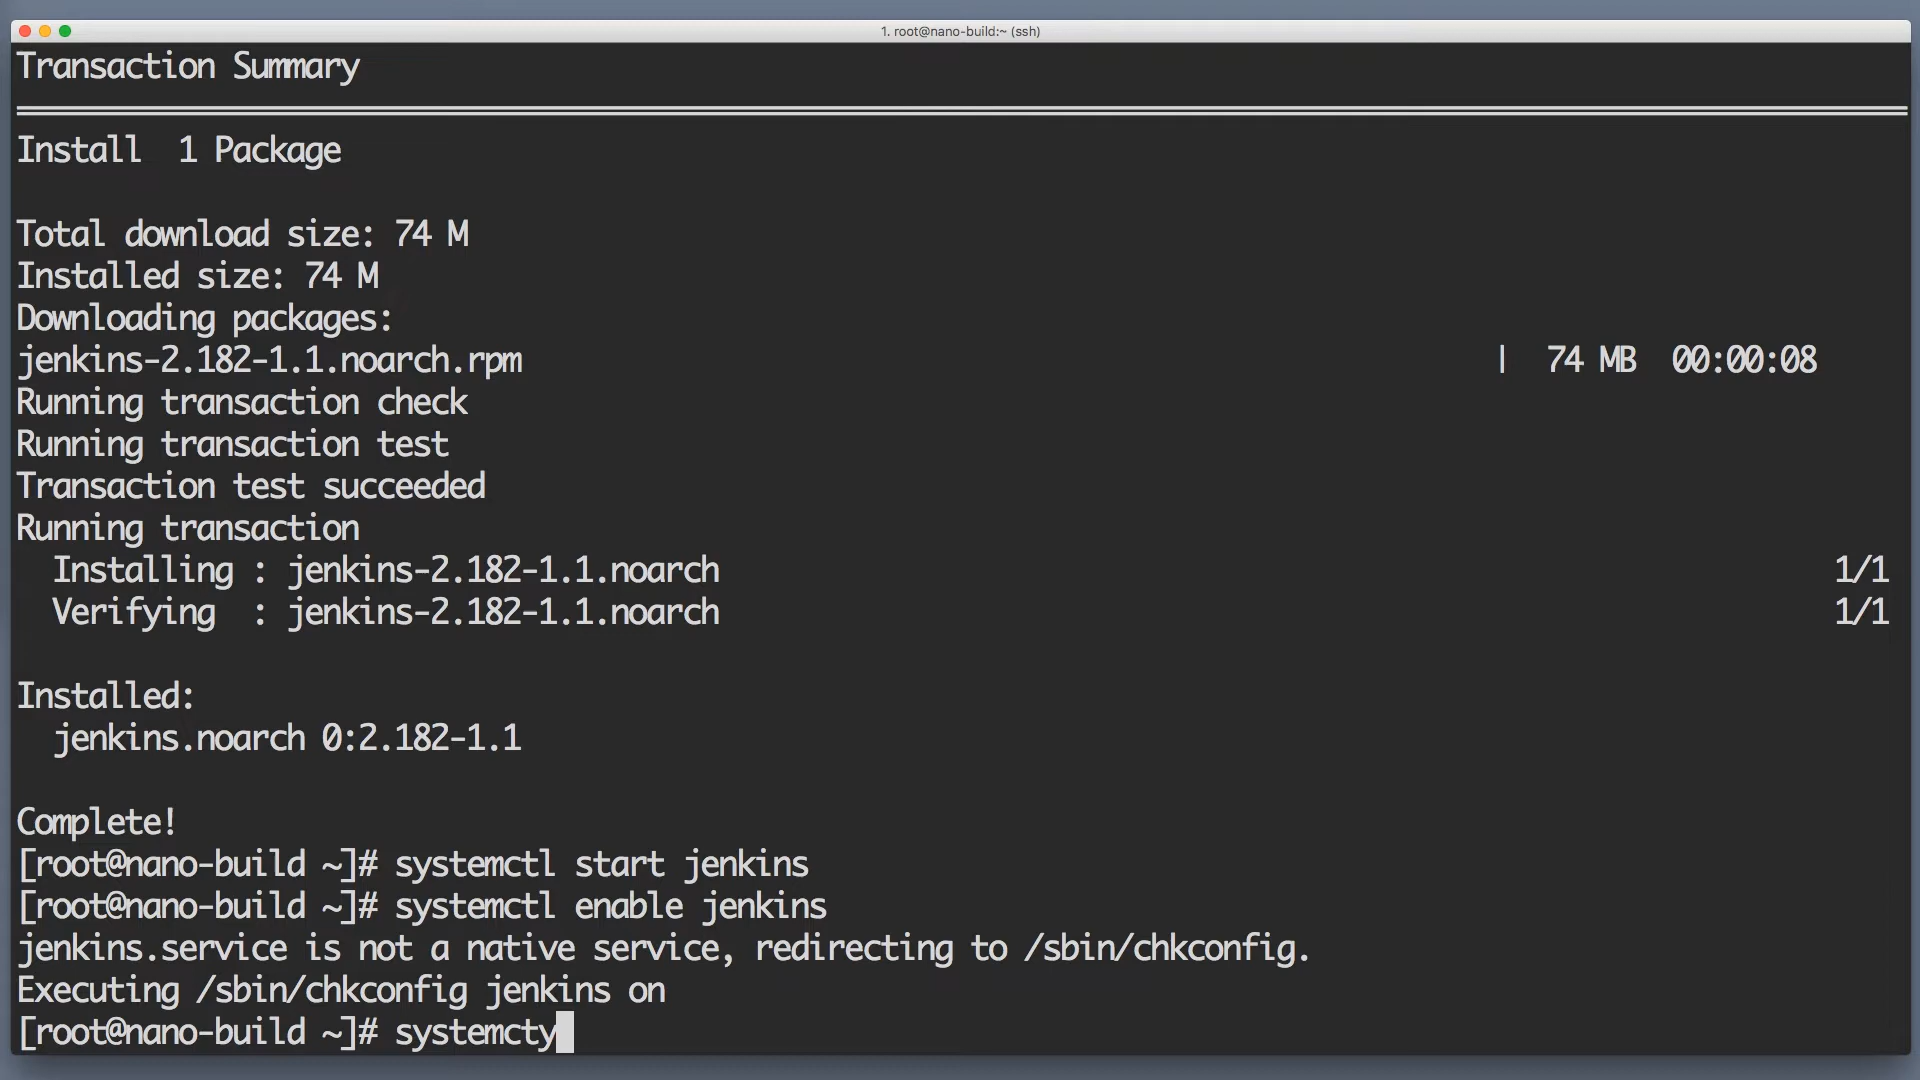 1. root@nano-build:~ (ssh)
Transaction Summary
Install  1 Package
Total download size: 74 M
Installed size: 74 M
Downloading packages:
jenkins-2.182-1.1.noarch.rpm | 74 MB 00:00:08
Running transaction check
Running transaction test
Transaction test succeeded
Running transaction
Installing : jenkins-2.182-1.1.noarch 1/1
Verifying  : jenkins-2.182-1.1.noarch 1/1
Installed:
jenkins.noarch 0:2.182-1.1
Complete!
[root@nano-build ~]# systemctl start jenkins
[root@nano-build ~]# systemctl enable jenkins
jenkins.service is not a native service, redirecting to /sbin/chkconfig.
Executing /sbin/chkconfig jenkins on
[root@nano-build ~]# systemcty